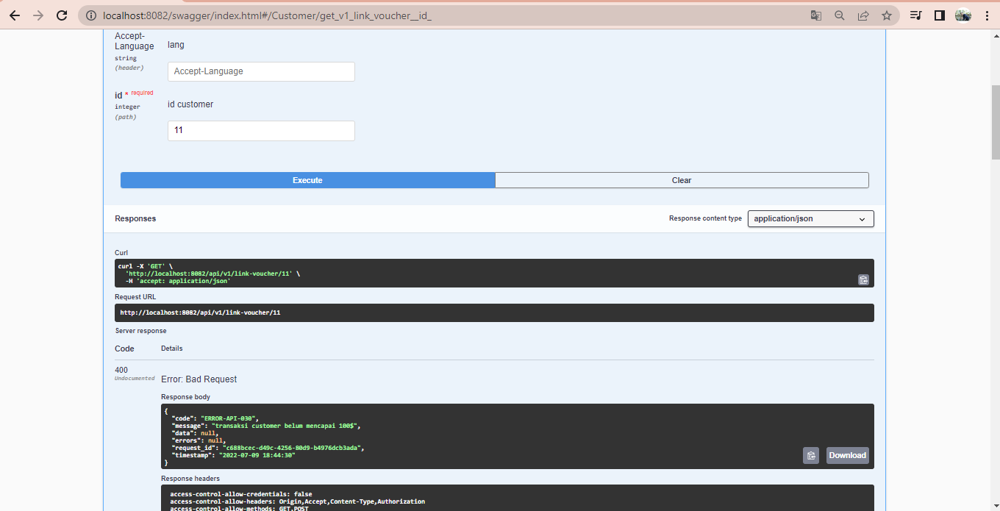 localhost:8082/swagger/index.html#/Customer/get_v1_link_voucher__id_
Accept-
Language
lang
string
(header)
Accept-Language
id * required
id customer
integer
(path)
11
Execute
Clear
Responses
Response content type
application/json
Curl
curl -X 'GET' \
'http://localhost:8082/api/v1/link-voucher/11' \
-H 'accept: application/json'
Request URL
http://localhost:8082/api/v1/link-voucher/11
Server response
Code
Details
400
Undocumented
Error: Bad Request
Response body
{
"code": "ERROR-API-030",
"message": "transaksi customer belum mencapai 100$",
"data": null,
"errors": null,
"request_id": "c688bcec-d49c-4256-80d9-b4976dcb3ada",
"timestamp": "2022-07-09 18:44:30"
}
Download
Response headers
access-control-allow-credentials: false
access-control-allow-headers: Origin,Accept,Content-Type,Authorization
access-control-allow-methods: GET,POST